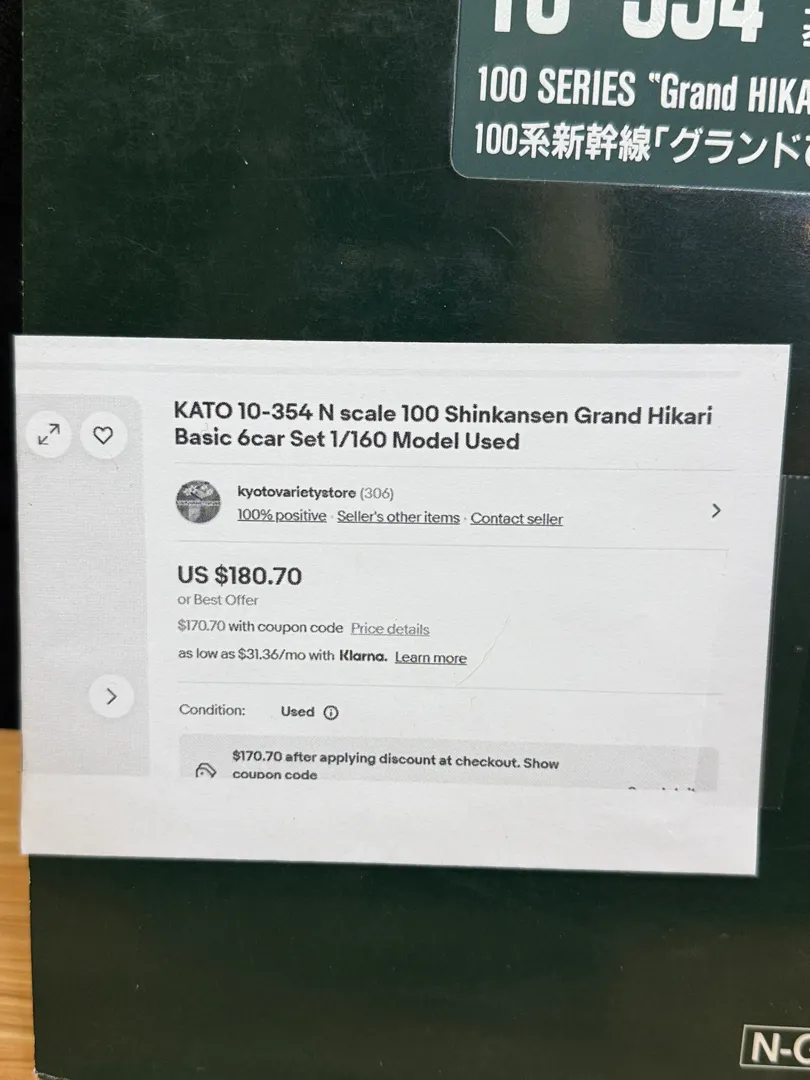 10-354
100 SERIES "Grand HIKA
100系新幹線「グランドひ
KATO 10-354 N scale 100 Shinkansen Grand Hikari
Basic 6car Set 1/160 Model Used
kyotovarietystore (306)
100% positive · Seller's other items · Contact seller
US $180.70
or Best Offer
$170.70 with coupon code Price details
as low as $31.36/mo with Klarna. Learn more
Condition: Used
$170.70 after applying discount at checkout. Show
coupon code
N-G